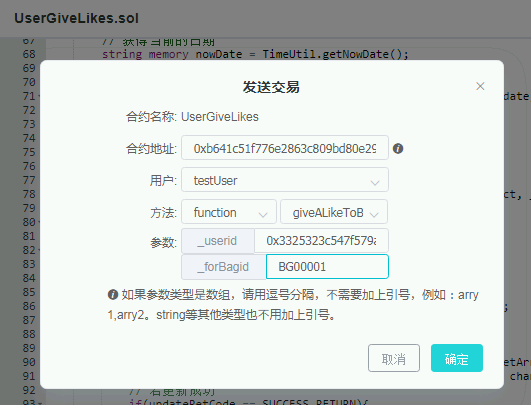 UserGiveLikes.sol
67 // 获得当前的日期
68 string memory nowDate = TimeUtil.getNowDate();
69
70
71 date
72
73
74
75
76
77
78 ct,
79
80
81
82
83
84
85
86 ;
87
88
89
90 etAr
91 char
92 // 若更新成功
93 if(updateRetCode == SUCCESS_RETURN){
发送交易
合约名称: UserGiveLikes
合约地址: 0xb641c51f776e2863c809bd80e29
用户: testUser
方法: function giveALikeToB
参数: _userid 0x3325323c547f579a
_forBagid BG00001
如果参数类型是数组，请用逗号分隔，不需要加上引号，例如：arry
1,arry2。string等其他类型也不用加上引号。
取消 确定